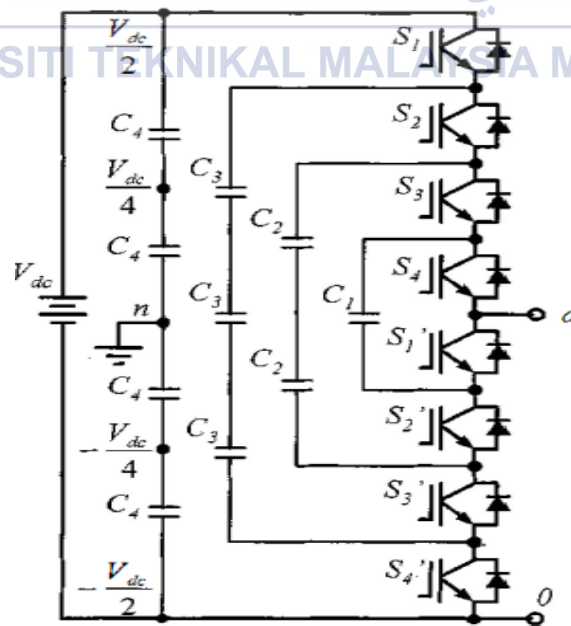 SITI TEKNIKAL MALAYSIA M
V_dc/2
S_1
C_4
S_2
C_3
V_dc/4
S_3
C_2
C_4
S_4
V_dc
n
C_3
C_1
S_1'
C_4
C_2
S_2'
C_3
-V_dc/4
S_3'
C_4
S_4'
-V_dc/2
0